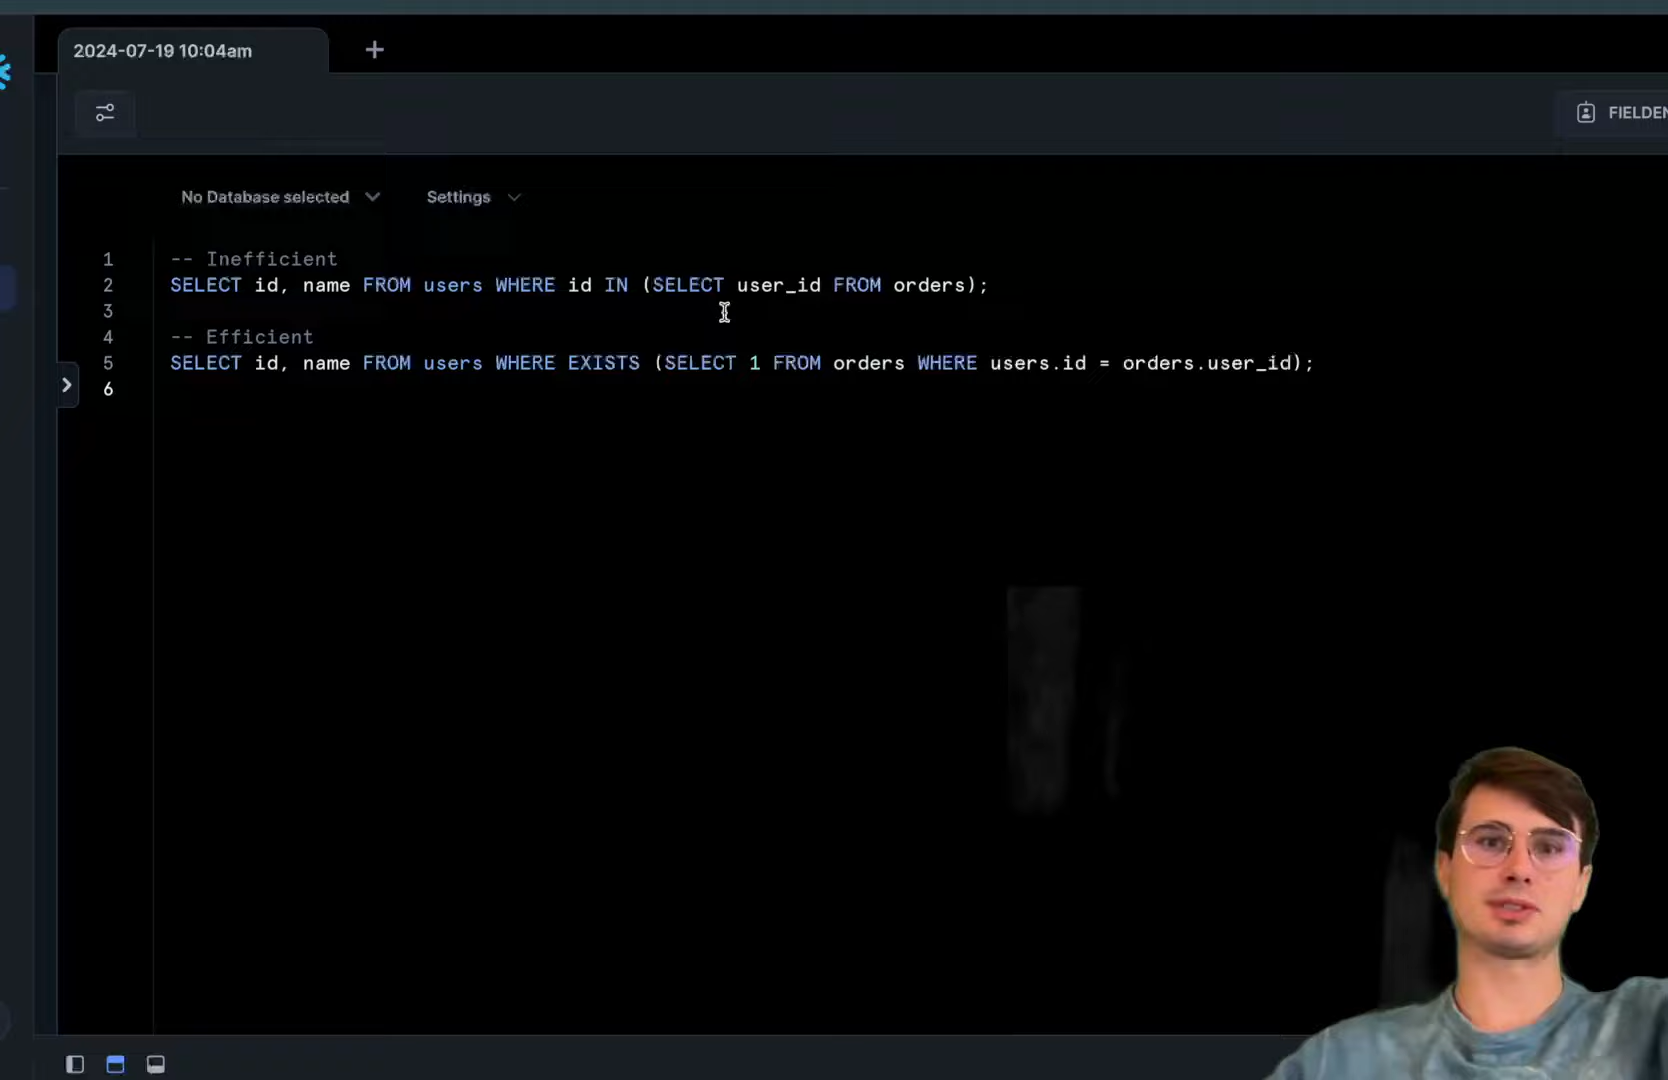 2024-07-19 10:04am
No Database selected
Settings
1 -- Inefficient
2 SELECT id, name FROM users WHERE id IN (SELECT user_id FROM orders);
3
4 -- Efficient
5 SELECT id, name FROM users WHERE EXISTS (SELECT 1 FROM orders WHERE users.id = orders.user_id);
6
FIELDEN